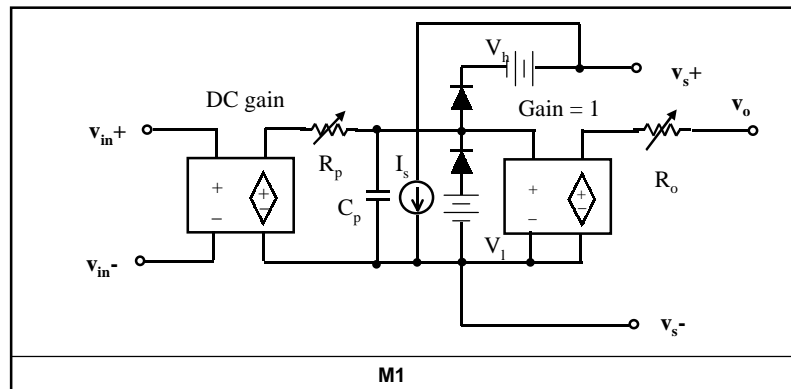 V_h
v_s+
DC gain
Gain = 1
v_o
v_in+
R_p
I_s
R_o
+
–
+
–
C_p
+
–
+
–
V_l
v_in-
v_s-
M1